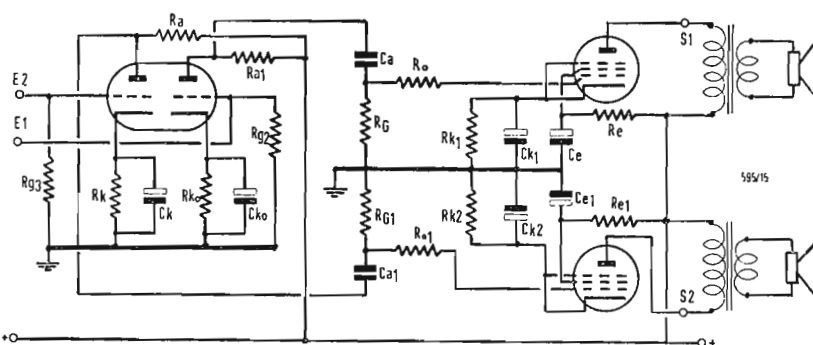 Ra
Ra1
E2
E1
Rg3
Rk
Ck
Rko
Cko
Rg2
Ca
Ro
RG
RG1
Ro1
Ca1
Rk1
Ck1
Ce
Re
Rk2
Ck2
Ce1
Re1
S1
S2
595/15
+
+